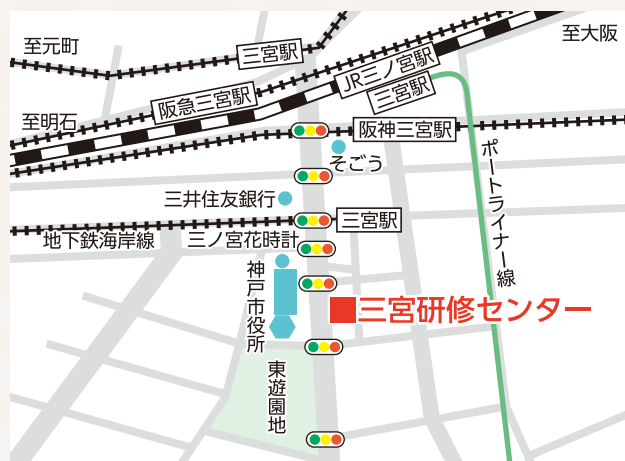 至大阪
至元町
三宮駅
JR三ノ宮駅
三宮駅
阪急三宮駅
至明石
阪神三宮駅
そごう
ポートライナー線
三井住友銀行
三宮駅
地下鉄海岸線
三ノ宮花時計
神戸市役所
三宮研修センター
東遊園地